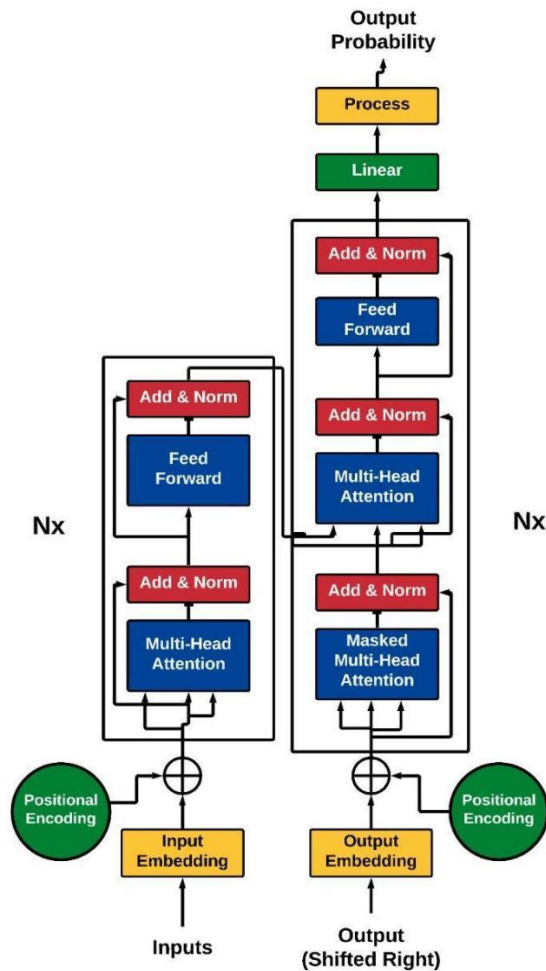 Output
Probability
Process
Linear
Add & Norm
Feed
Forward
Add & Norm
Multi-Head
Attention
Add & Norm
Masked
Multi-Head
Attention
Nx
Add & Norm
Feed
Forward
Nx
Add & Norm
Multi-Head
Attention
Positional
Encoding
Input
Embedding
Inputs
Output
Embedding
Positional
Encoding
Output
(Shifted Right)